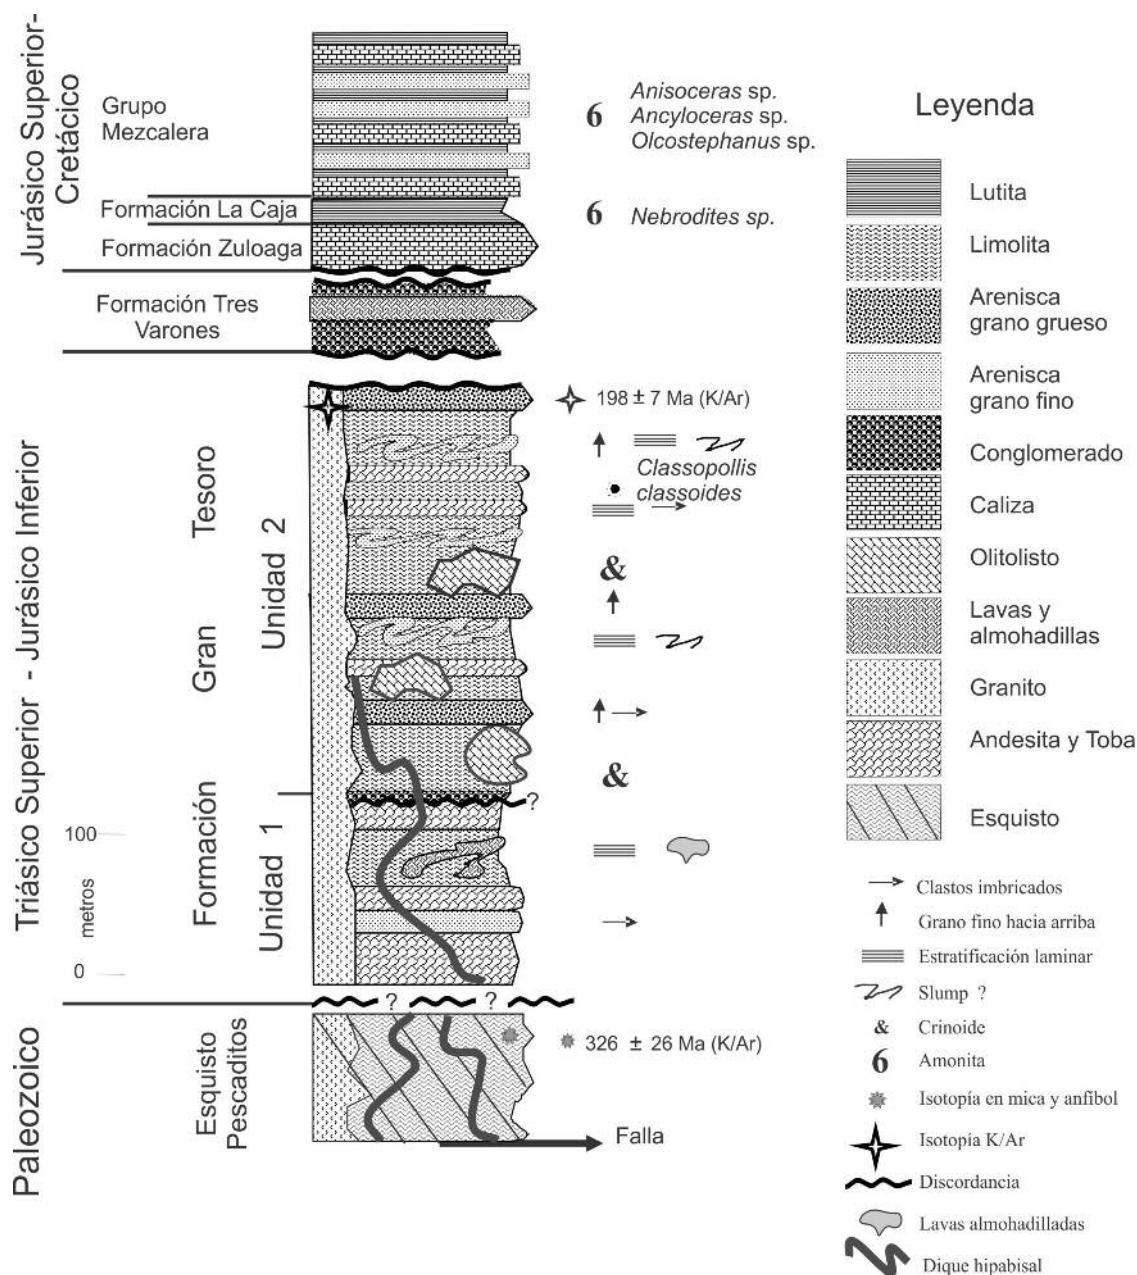 Jurásico Superior-
Cretácico
Grupo
Mezcalera
6
Anisoceras sp.
Ancyloceras sp.
Olcostephanus sp.
Formación La Caja
6
Nebrodites sp.
Formación Zuloaga
Formación Tres
Varones
Triásico Superior - Jurásico Inferior
Formación Gran Tesoro
Unidad 2
Unidad 1
198 ± 7 Ma (K/Ar)
Classopollis
classoides
&
&
?
100
metros
0
? ?
Paleozoico
Esquisto
Pescaditos
326 ± 26 Ma (K/Ar)
Falla
Leyenda
Lutita
Limolita
Arenisca
grano grueso
Arenisca
grano fino
Conglomerado
Caliza
Olitolisto
Lavas y
almohadillas
Granito
Andesita y Toba
Esquisto
Clastos imbricados
Grano fino hacia arriba
Estratificación laminar
Slump ?
& Crinoide
6 Amonita
Isotopía en mica y anfíbol
Isotopía K/Ar
Discordancia
Lavas almohadilladas
Dique hipabisal